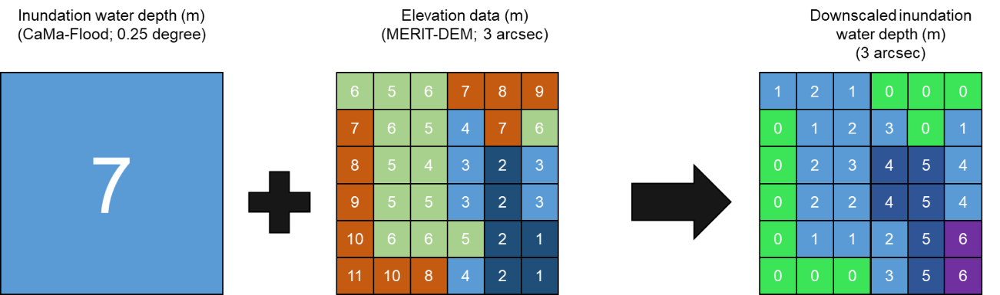 Inundation water depth (m)
(CaMa-Flood; 0.25 degree)
Elevation data (m)
(MERIT-DEM; 3 arcsec)
Downscaled inundation
water depth (m)
(3 arcsec)
7
6 5 6 7 8 9
7 6 5 4 7 6
8 5 4 3 2 3
9 5 5 3 2 3
10 6 6 5 2 1
11 10 8 4 2 1
1 2 1 0 0 0
0 1 2 3 0 1
0 2 3 4 5 4
0 2 2 4 5 4
0 1 1 2 5 6
0 0 0 3 5 6